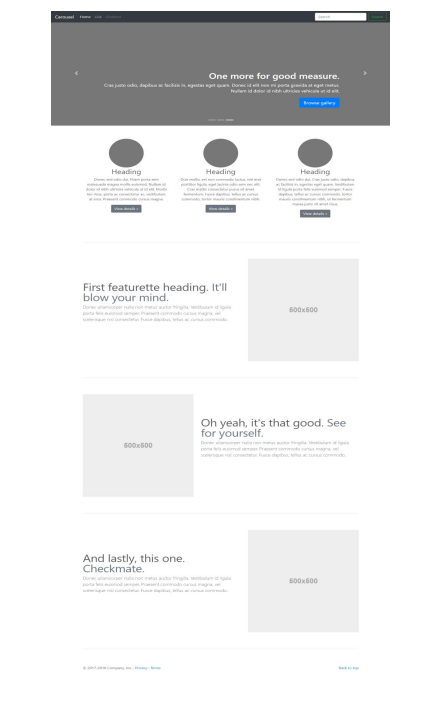 Carousel Home Link Disabled Search Search
One more for good measure.
Cras justo odio, dapibus ac facilisis in, egestas eget quam. Donec id elit non mi porta gravida at eget metus.
Nullam id dolor id nibh ultricies vehicula ut id elit.
Browse gallery
Heading
Donec sed odio dui. Etiam porta sem
malesuada magna mollis euismod. Nullam id
dolor id nibh ultricies vehicula ut id elit. Morbi
leo risus, porta ac consectetur ac, vestibulum
at eros. Praesent commodo cursus magna.
View details »
Heading
Duis mollis, est non commodo luctus, nisi erat
porttitor ligula, eget lacinia odio sem nec elit.
Cras mattis consectetur purus sit amet
fermentum. Fusce dapibus, tellus ac cursus
commodo, tortor mauris condimentum nibh.
View details »
Heading
Donec sed odio dui. Cras justo odio, dapibus
ac facilisis in, egestas eget quam. Vestibulum
id ligula porta felis euismod semper. Fusce
dapibus, tellus ac cursus commodo, tortor
mauris condimentum nibh, ut fermentum
massa justo sit amet risus.
View details »
First featurette heading. It'll
blow your mind.
Donec ullamcorper nulla non metus auctor fringilla. Vestibulum id ligula
porta felis euismod semper. Praesent commodo cursus magna, vel
scelerisque nisl consectetur. Fusce dapibus, tellus ac cursus commodo.
500x500
500x500
Oh yeah, it's that good. See
for yourself.
Donec ullamcorper nulla non metus auctor fringilla. Vestibulum id ligula
porta felis euismod semper. Praesent commodo cursus magna, vel
scelerisque nisl consectetur. Fusce dapibus, tellus ac cursus commodo.
And lastly, this one.
Checkmate.
Donec ullamcorper nulla non metus auctor fringilla. Vestibulum id ligula
porta felis euismod semper. Praesent commodo cursus magna, vel
scelerisque nisl consectetur. Fusce dapibus, tellus ac cursus commodo.
500x500
© 2017-2018 Company, Inc. · Privacy · Terms Back to top